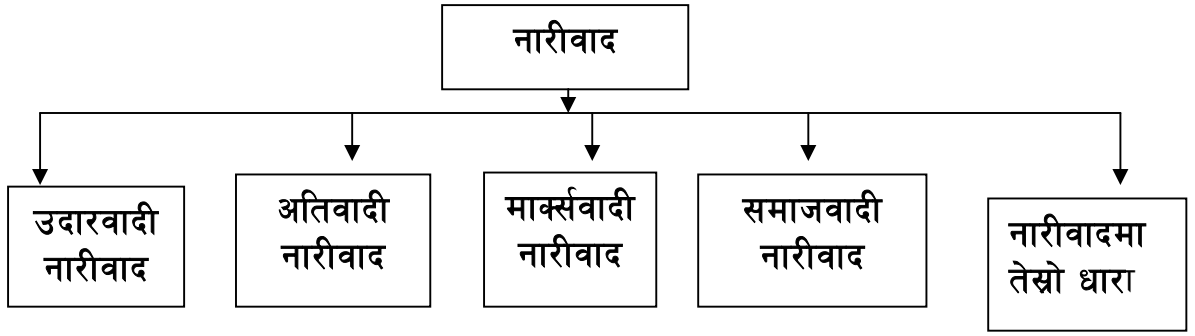 नारीवाद
उदारवादी
नारीवाद
अतिवादी
नारीवाद
मार्क्सवादी
नारीवाद
समाजवादी
नारीवाद
नारीवादमा
तेस्रो धारा